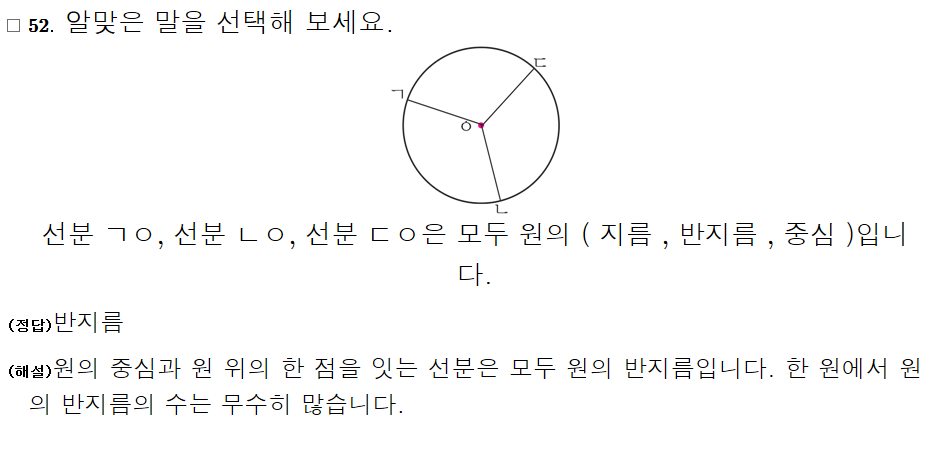 □ 52. 알맞은 말을 선택해 보세요.
ㄷ
ㄱ
ㅇ
ㄴ
선분 ㄱㅇ, 선분 ㄴㅇ, 선분 ㄷㅇ은 모두 원의 ( 지름 , 반지름 , 중심 )입니
다.
(정답)반지름
(해설)원의 중심과 원 위의 한 점을 잇는 선분은 모두 원의 반지름입니다. 한 원에서 원
의 반지름의 수는 무수히 많습니다.